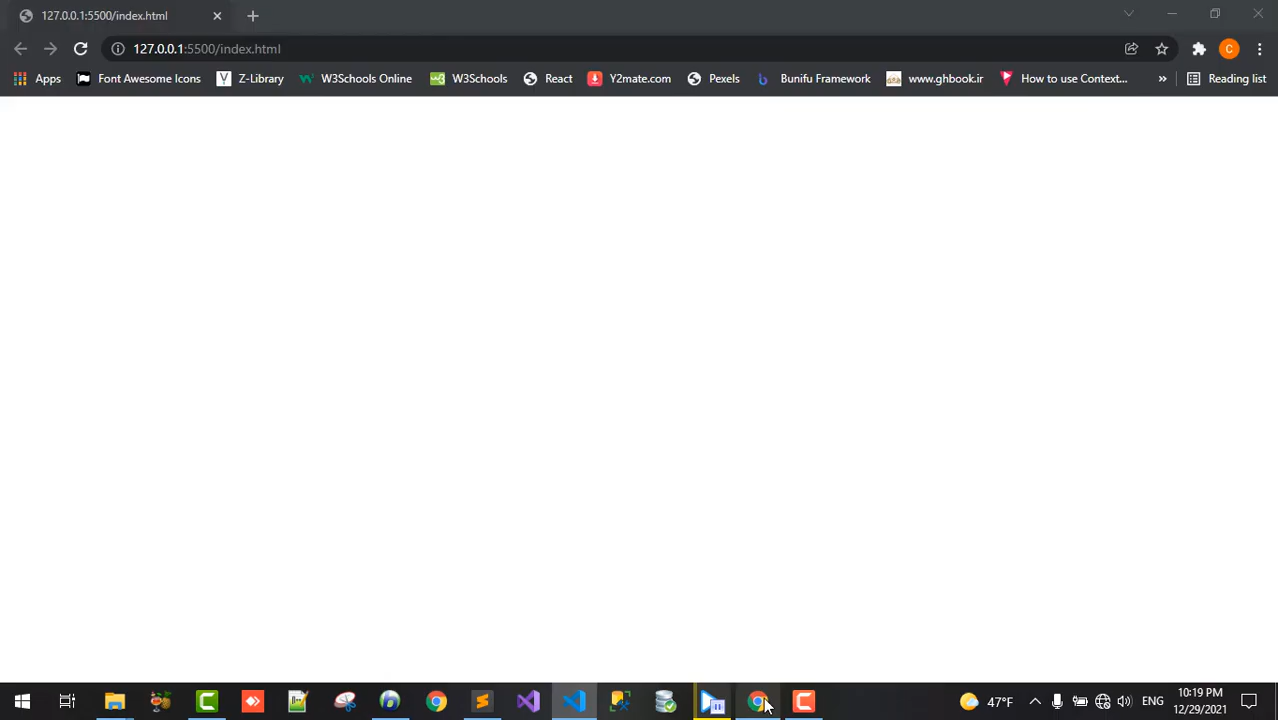 127.0.0.1:5500/index.html
127.0.0.1:5500/index.html
C
Apps Font Awesome Icons Z-Library W3Schools Online W3Schools React Y2mate.com Pexels Bunifu Framework www.ghbook.ir How to use Context... » Reading list
47°F ENG 10:19 PM
12/29/2021